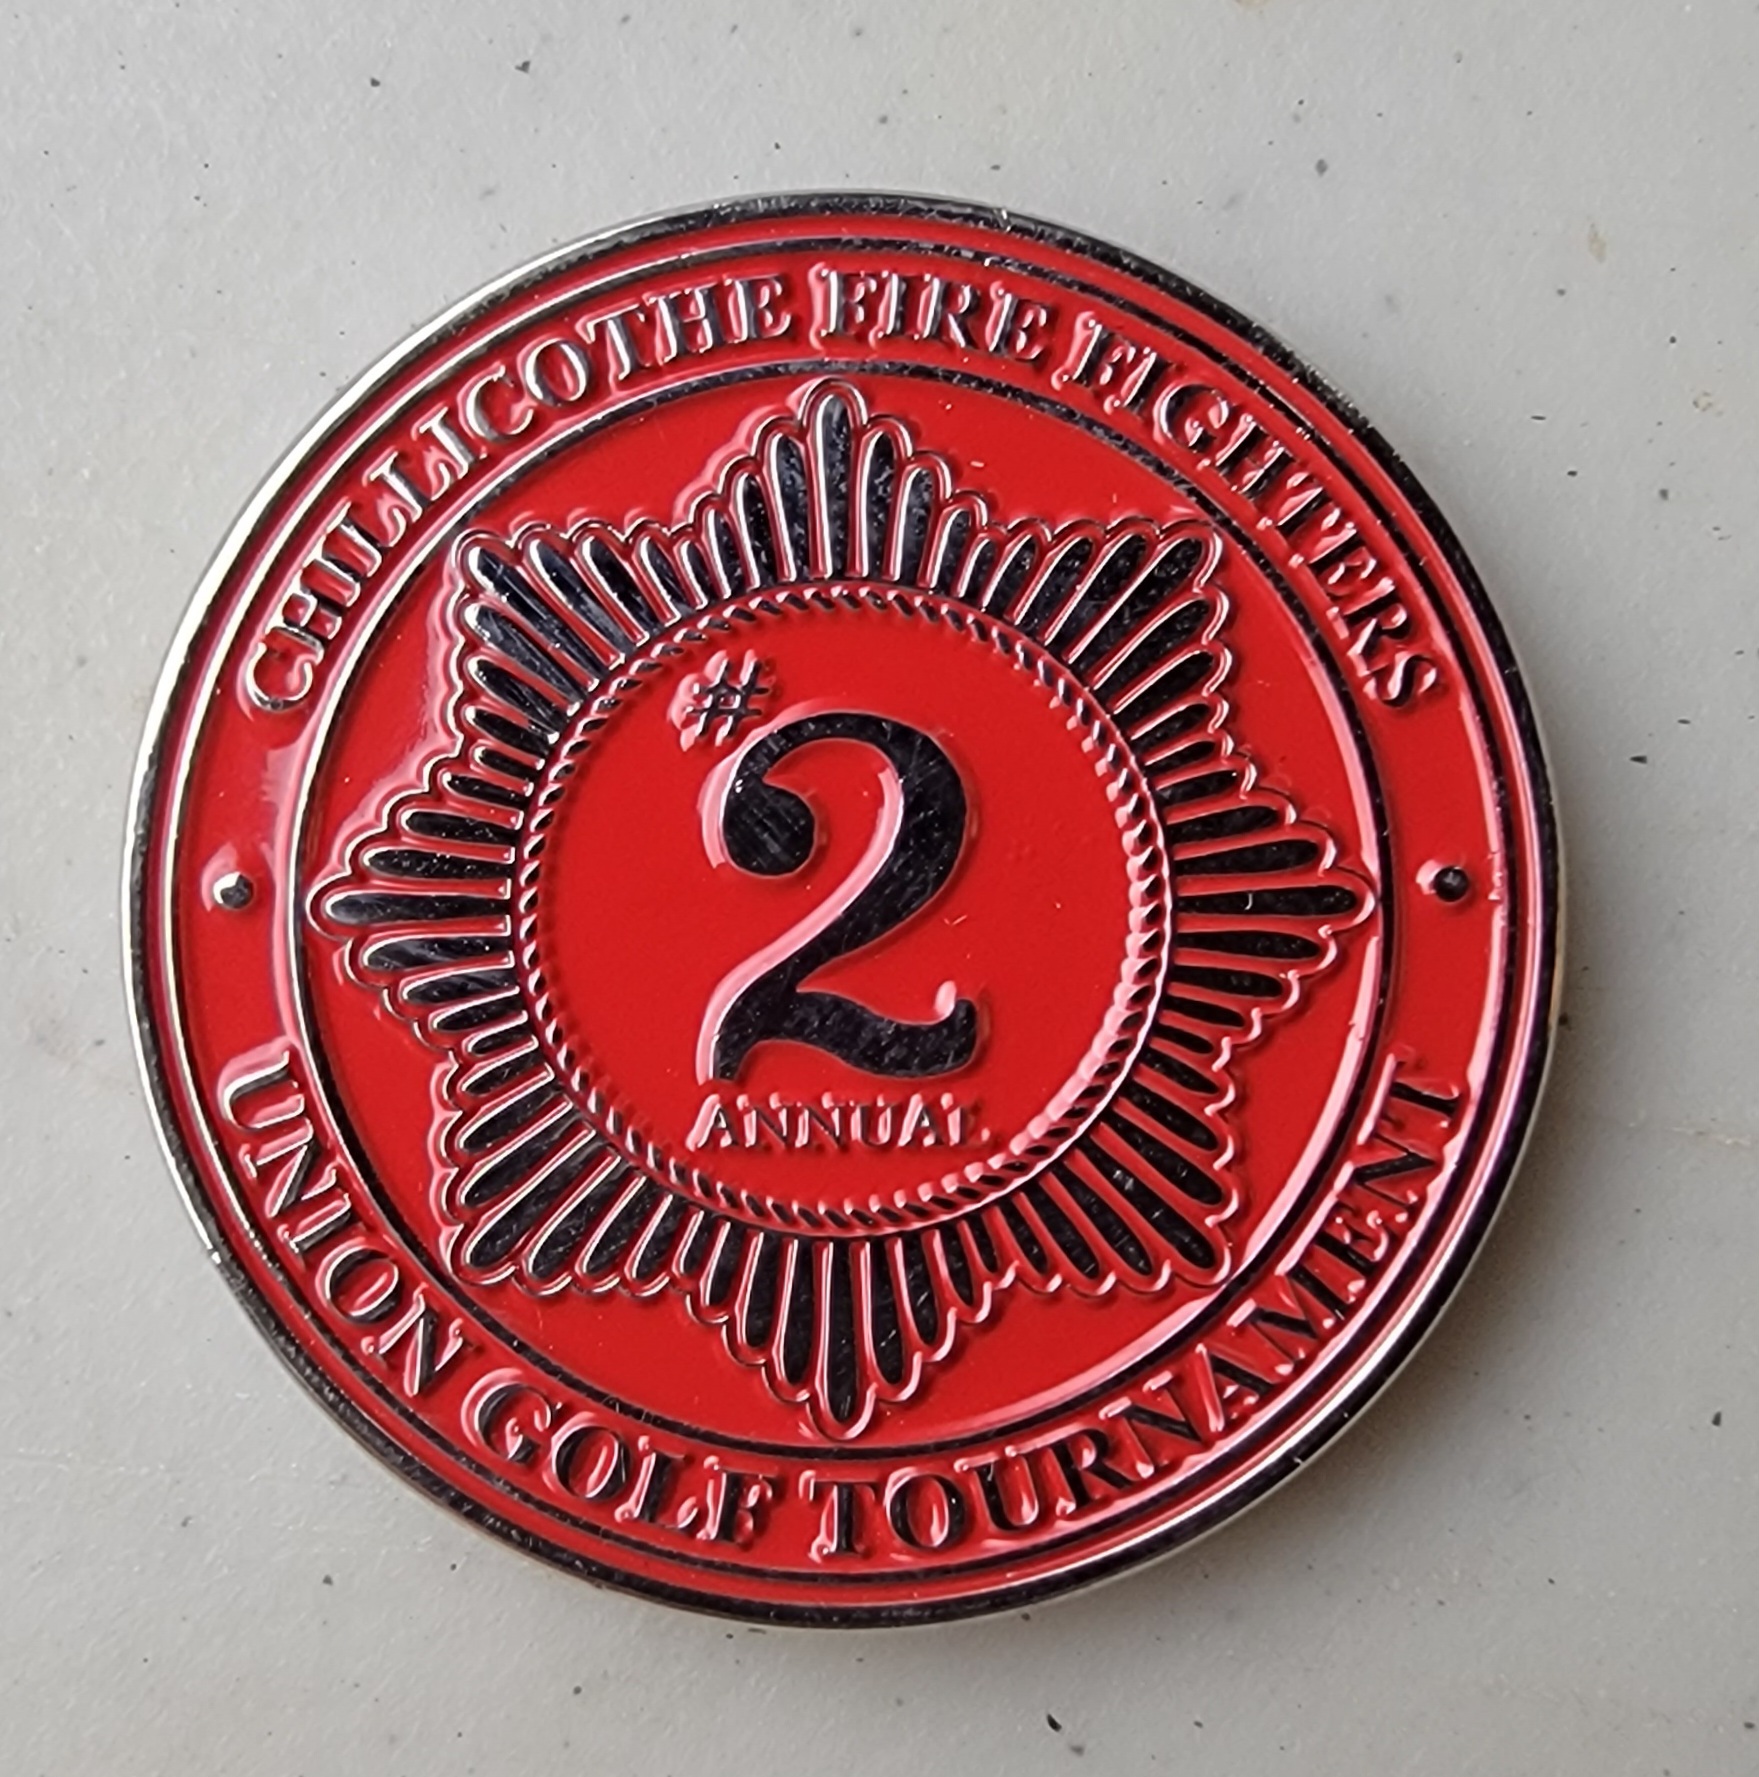 CHILLICOTHE FIRE FIGHTERS
#2
ANNUAL
UNION GOLF TOURNAMENT